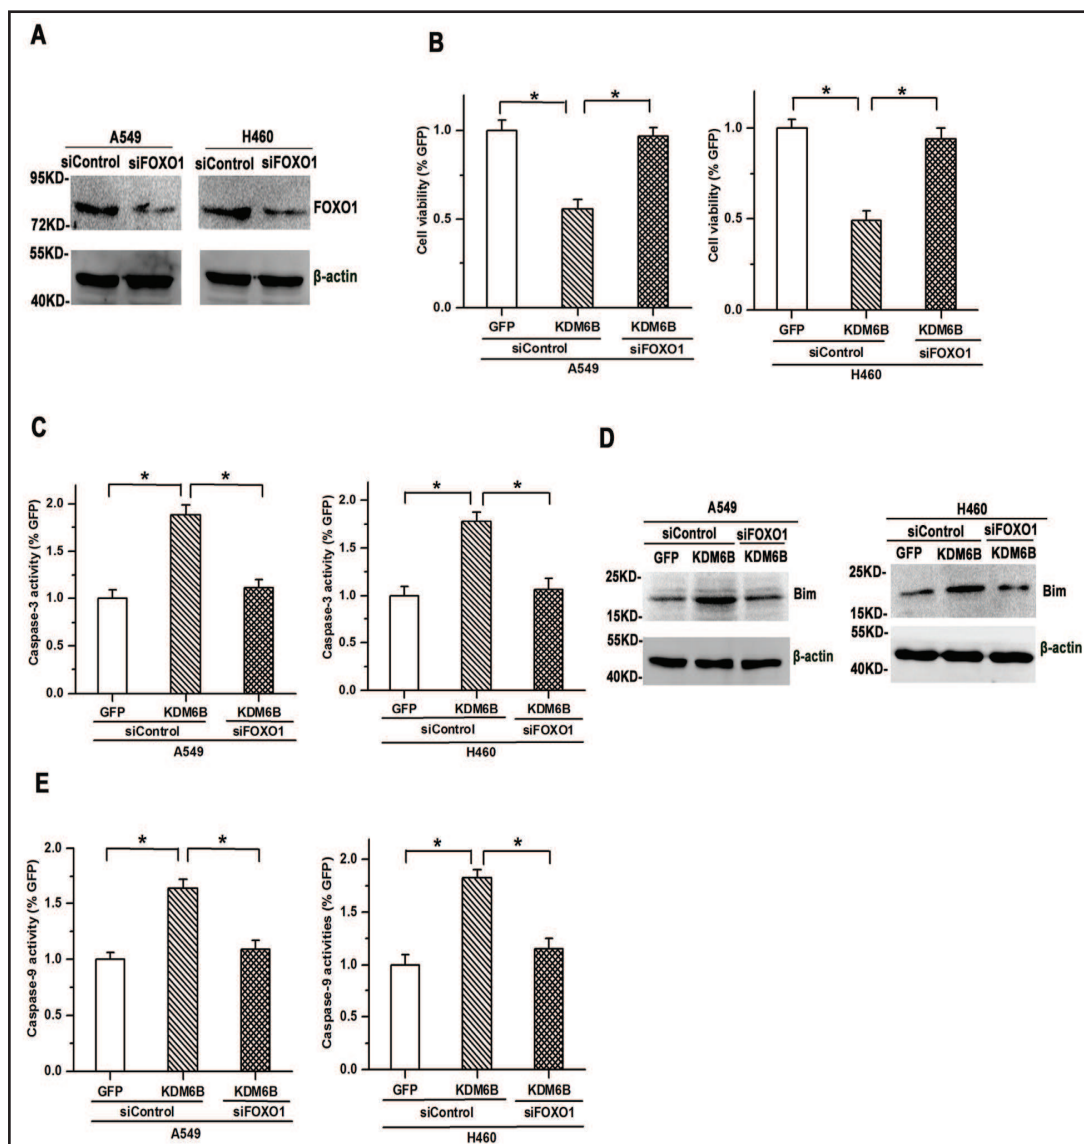 A
A549
H460
siControl siFOXO1
siControl siFOXO1
95KD-
FOXO1
72KD-
55KD-
β-actin
40KD-
B
* *
1.0
0.5
0.0
Cell viability (% GFP)
GFP KDM6B KDM6B
siControl siFOXO1
A549
* *
1.0
0.5
0.0
Cell viability (% GFP)
GFP KDM6B KDM6B
siControl siFOXO1
H460
C
* *
2.0
1.5
1.0
0.5
0.0
Caspase-3 activity (% GFP)
GFP KDM6B KDM6B
siControl siFOXO1
A549
* *
2.0
1.5
1.0
0.5
0.0
Caspase-3 activity (% GFP)
GFP KDM6B KDM6B
siControl siFOXO1
H460
D
A549
siControl siFOXO1
GFP KDM6B KDM6B
25KD-
Bim
15KD-
55KD-
β-actin
40KD-
H460
siControl siFOXO1
GFP KDM6B KDM6B
25KD-
Bim
15KD-
55KD-
β-actin
40KD-
E
* *
2.0
1.5
1.0
0.5
0.0
Caspase-9 activity (% GFP)
GFP KDM6B KDM6B
siControl siFOXO1
A549
* *
2.0
1.5
1.0
0.5
0.0
Caspase-9 activities (% GFP)
GFP KDM6B KDM6B
siControl siFOXO1
H460